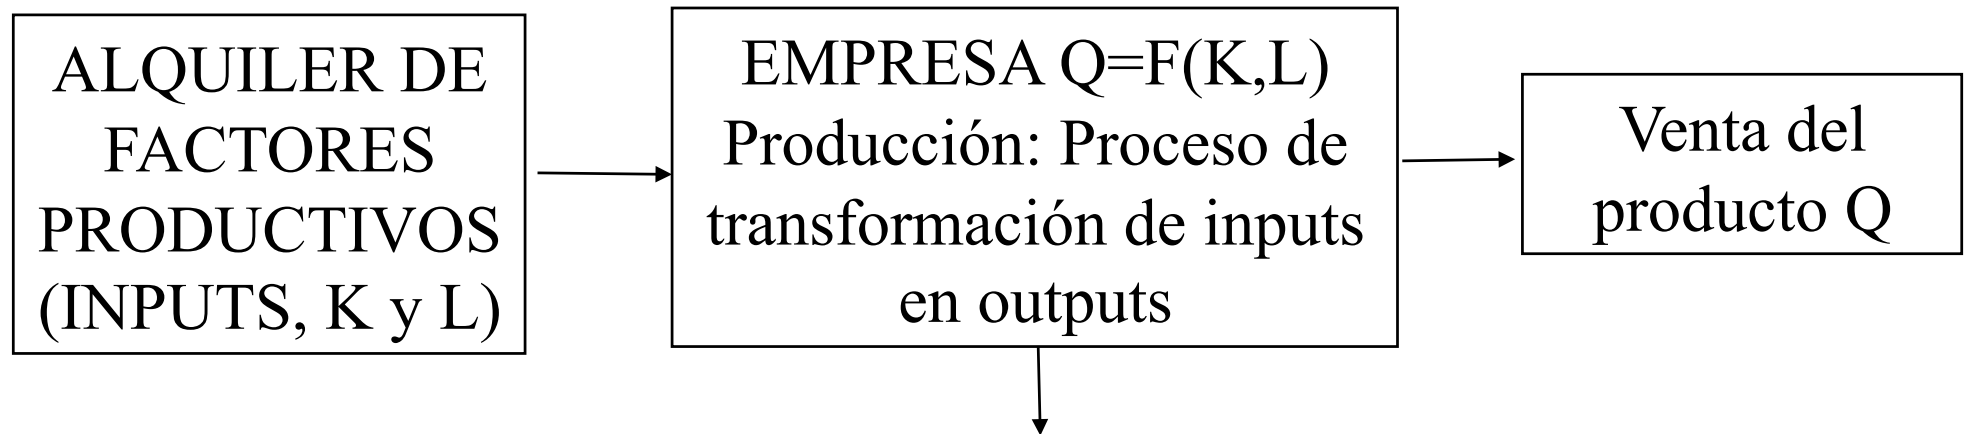 ALQUILER DE
FACTORES
PRODUCTIVOS
(INPUTS, K y L)
EMPRESA Q=F(K,L)
Producción: Proceso de
transformación de inputs
en outputs
Venta del
producto Q